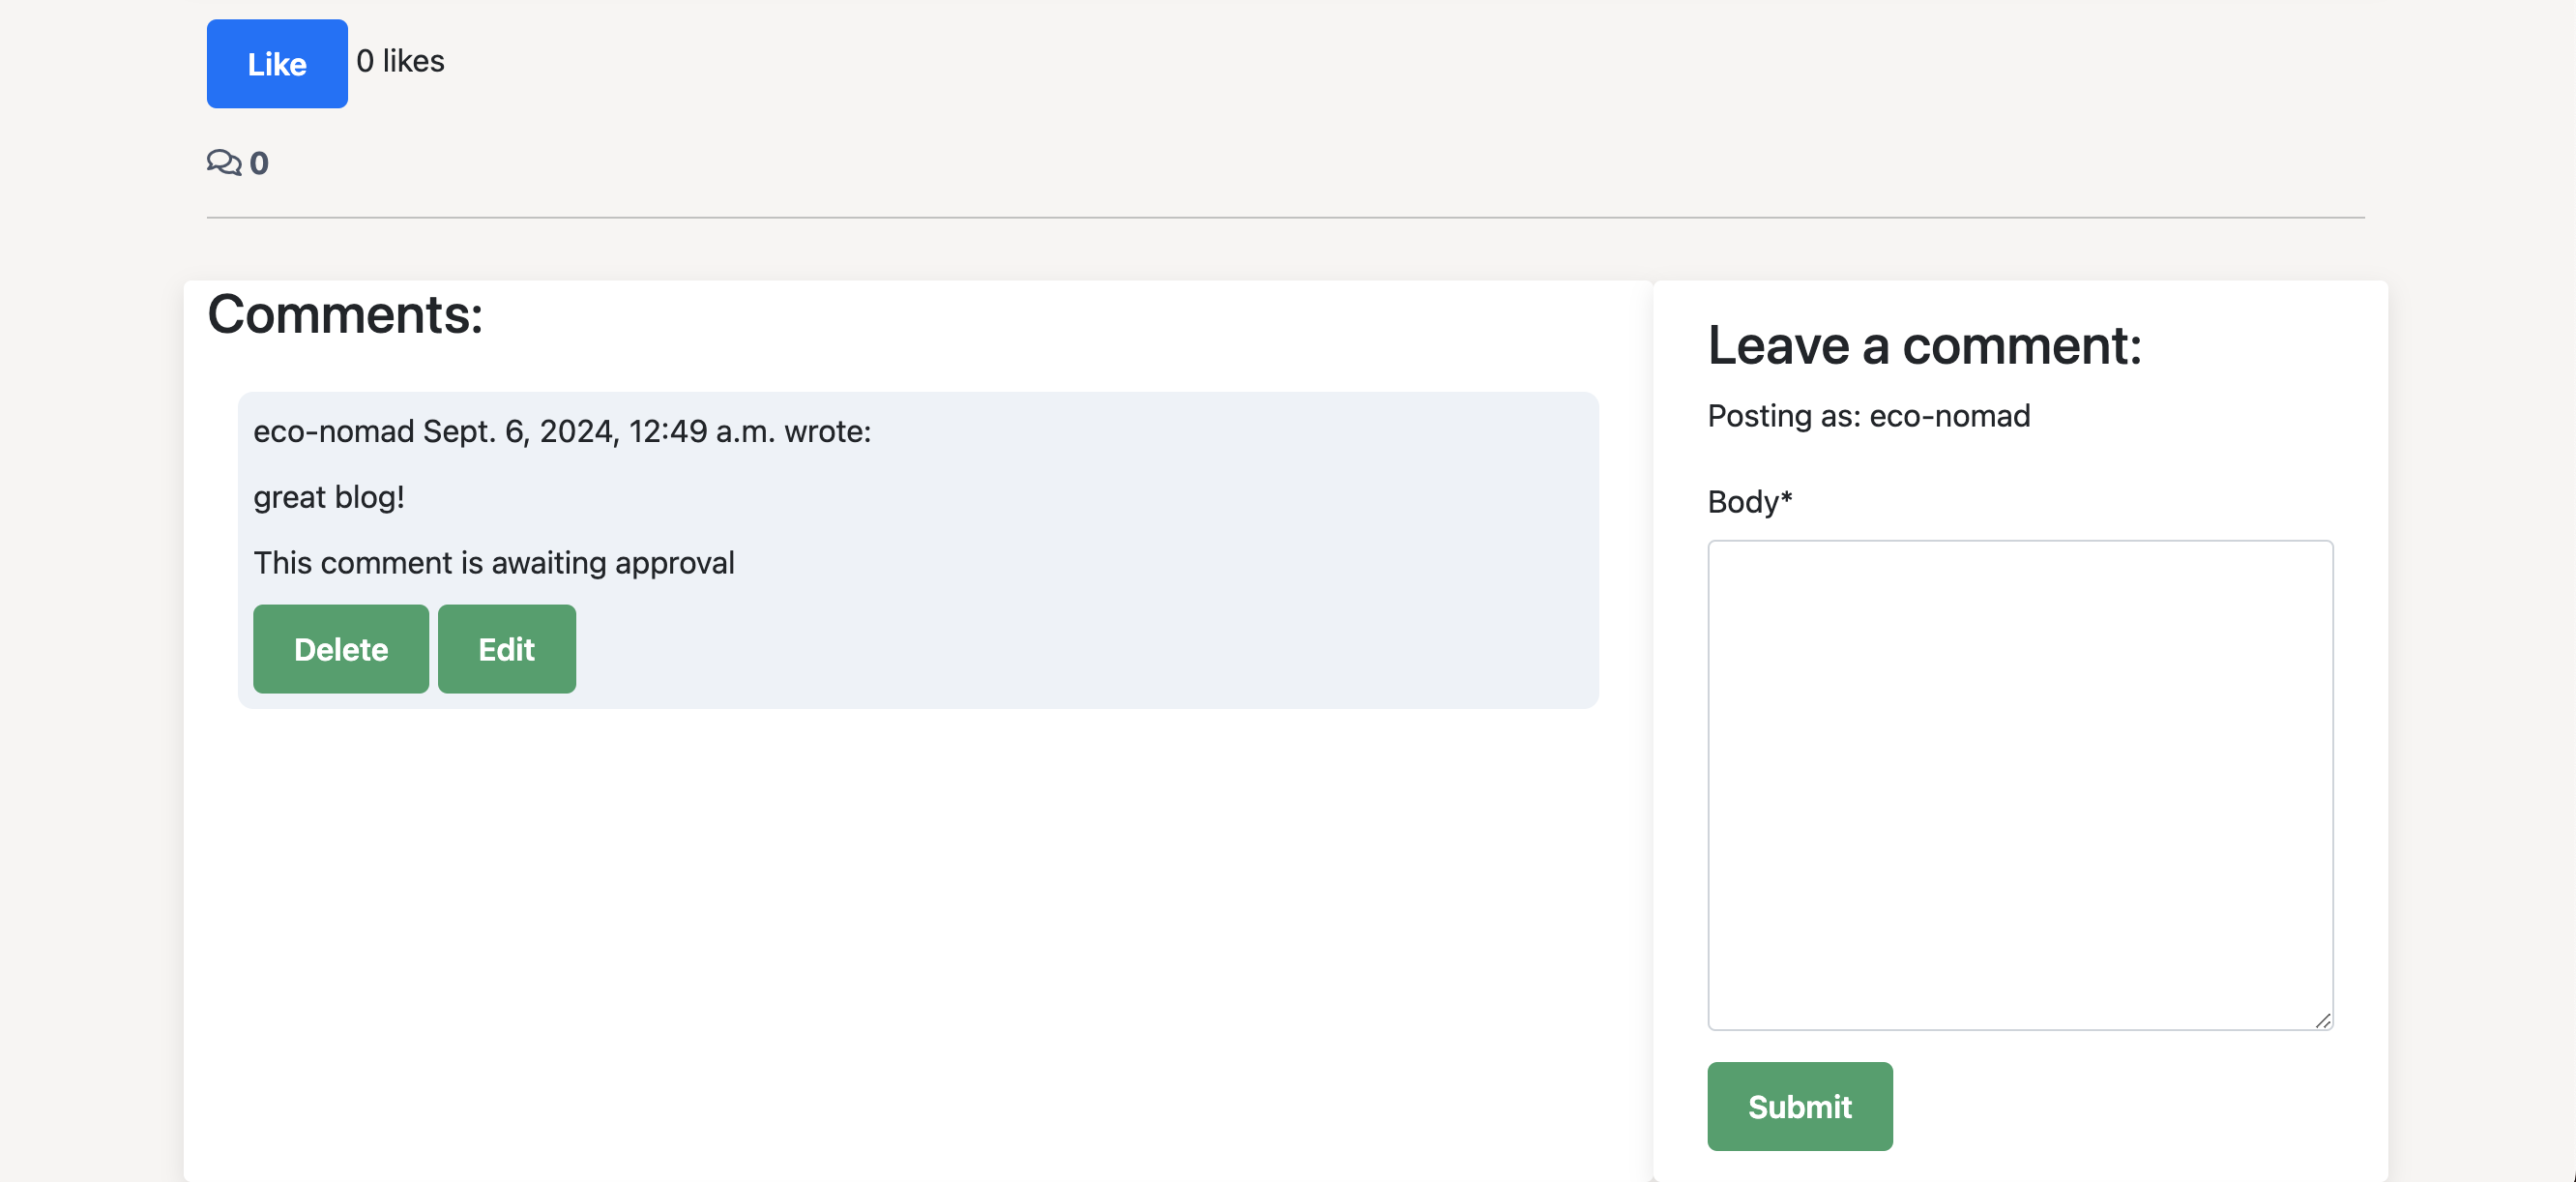 Like 0 likes
0
Comments:
eco-nomad Sept. 6, 2024, 12:49 a.m. wrote:
great blog!
This comment is awaiting approval
Delete Edit
Leave a comment:
Posting as: eco-nomad
Body*
Submit